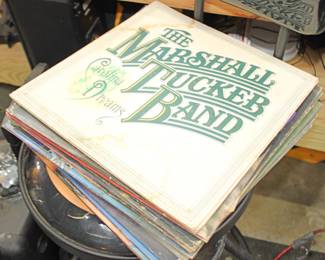 THE
MARSHALL
TUCKER
BAND
Carolina
Dreams